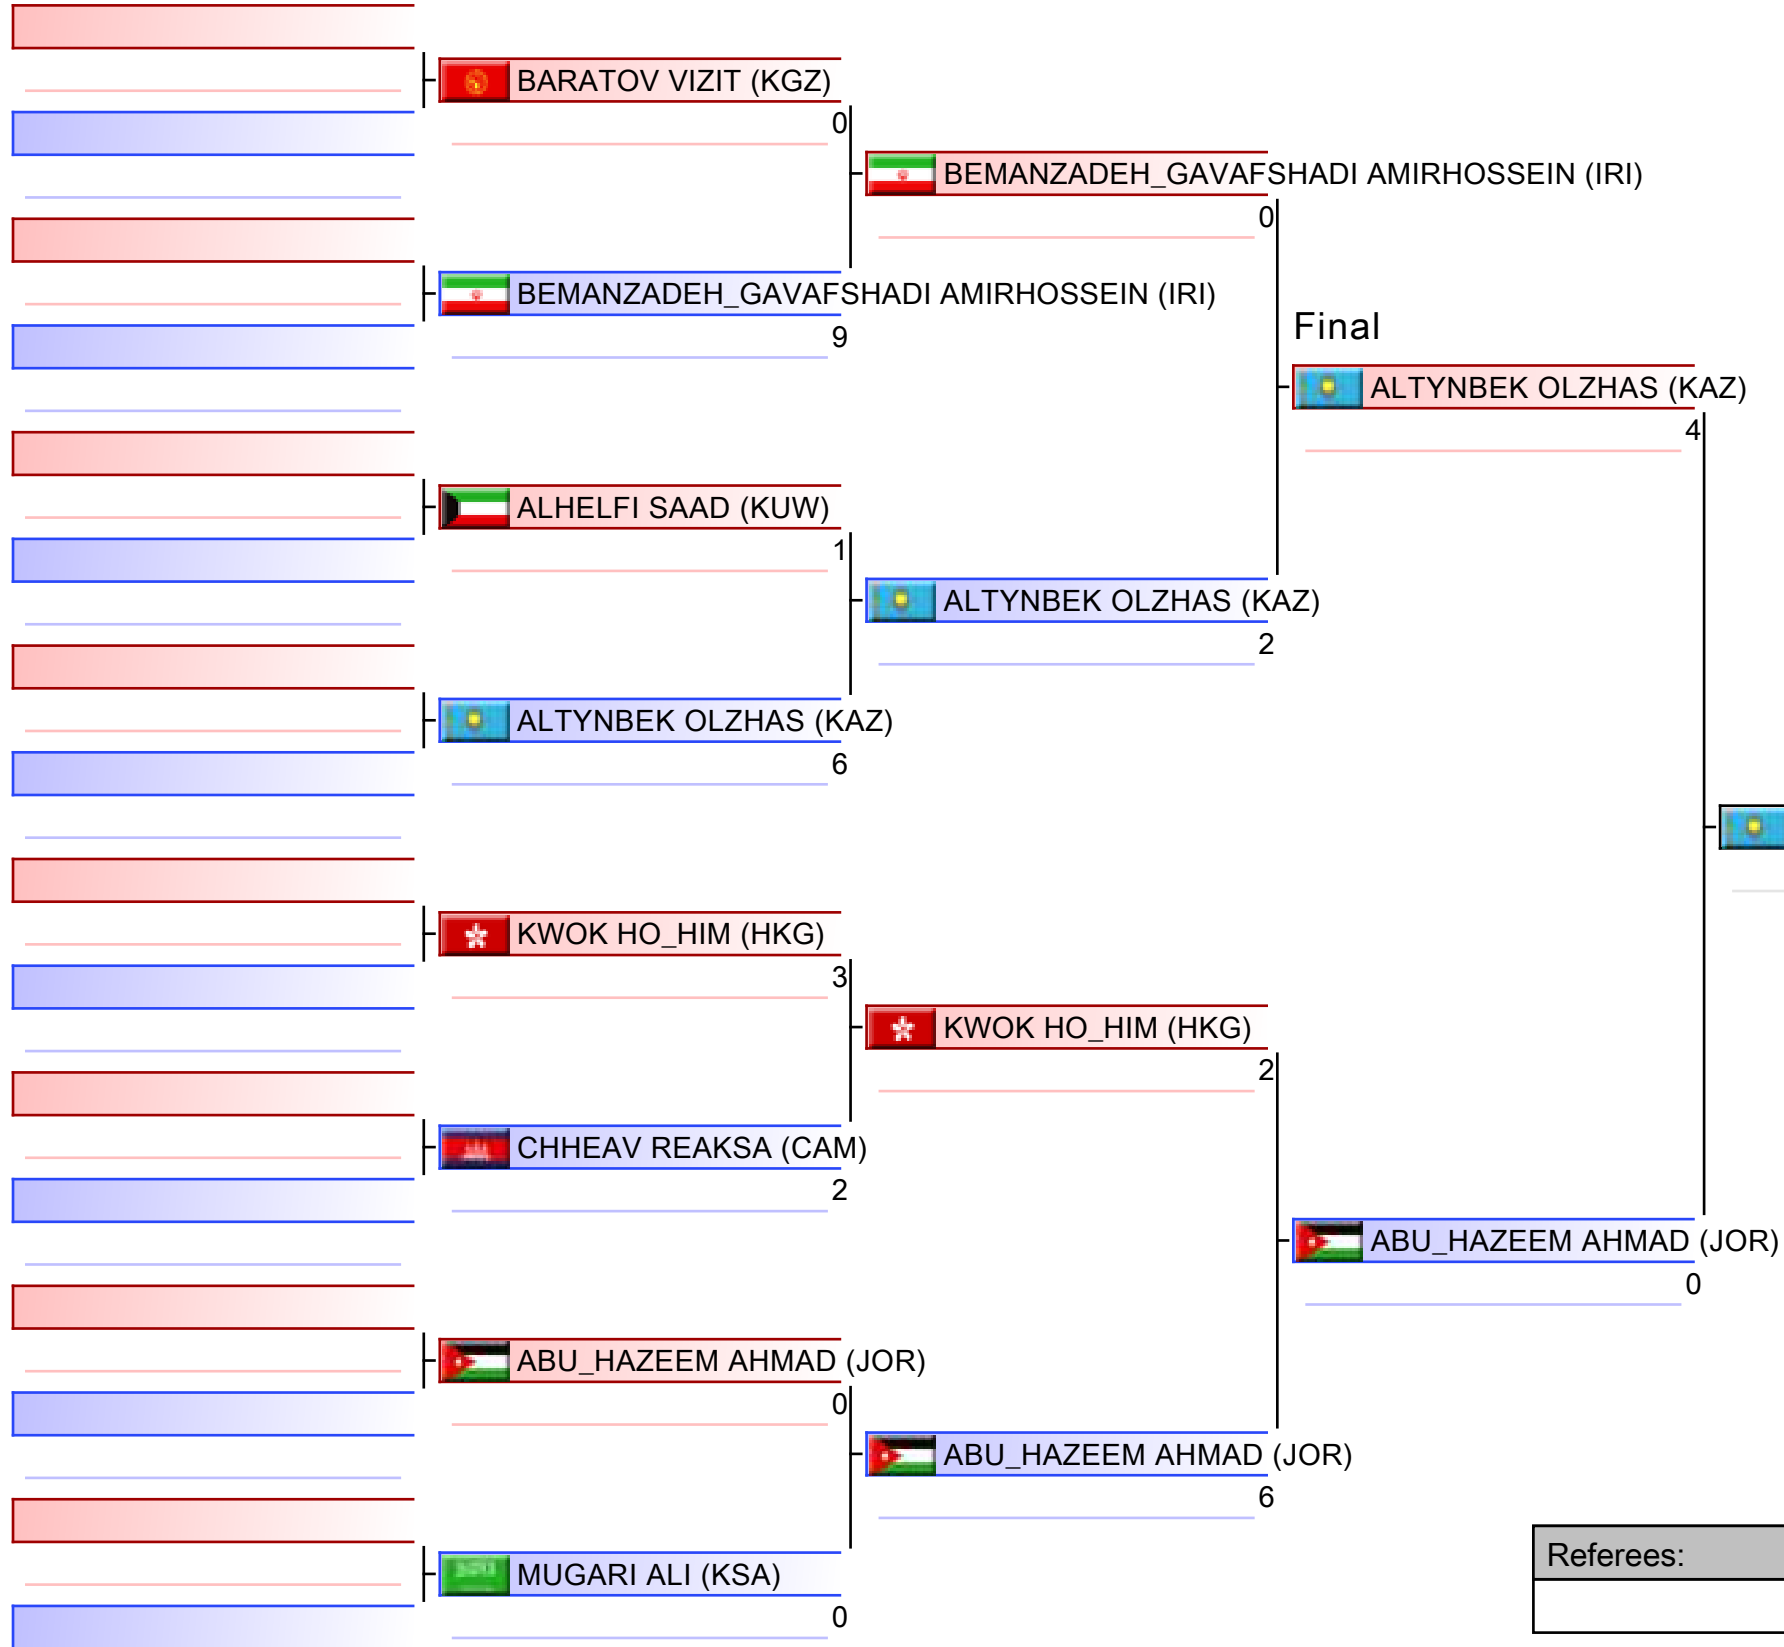 BARATOV VIZIT (KGZ)
0
BEMANZADEH_GAVAFSHADI AMIRHOSSEIN (IRI)
0
BEMANZADEH_GAVAFSHADI AMIRHOSSEIN (IRI)
9
Final
ALTYNBEK OLZHAS (KAZ)
4
ALHELFI SAAD (KUW)
1
ALTYNBEK OLZHAS (KAZ)
2
ALTYNBEK OLZHAS (KAZ)
6
KWOK HO_HIM (HKG)
3
KWOK HO_HIM (HKG)
2
CHHEAV REAKSA (CAM)
2
ABU_HAZEEM AHMAD (JOR)
0
ABU_HAZEEM AHMAD (JOR)
0
ABU_HAZEEM AHMAD (JOR)
6
MUGARI ALI (KSA)
0
Referees: